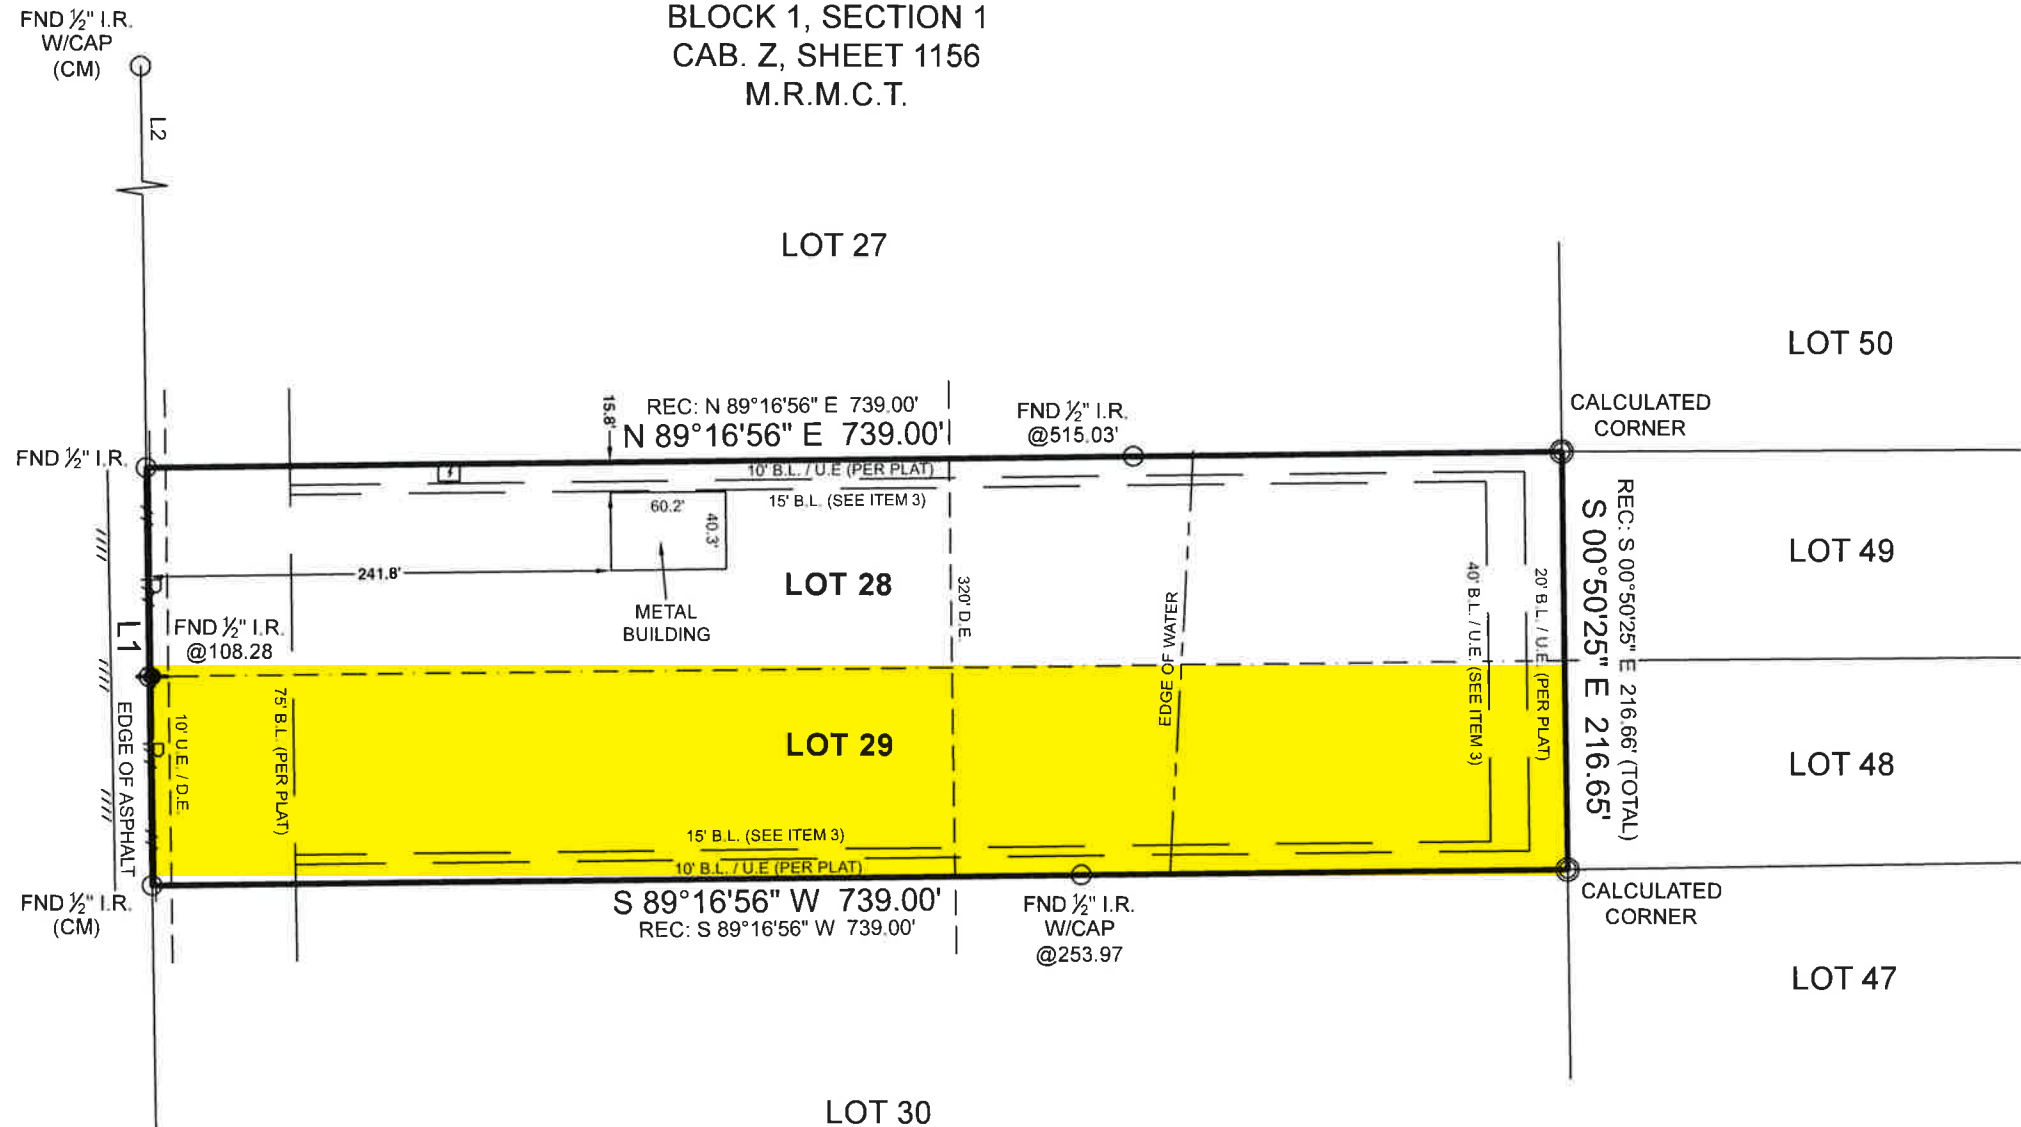 FND ½" I.R.
W/CAP
(CM)
BLOCK 1, SECTION 1
CAB. Z, SHEET 1156
M.R.M.C.T.
L2
LOT 27
LOT 50
CALCULATED
CORNER
15.8'
REC: N 89°16'56" E 739.00'
N 89°16'56" E 739.00'
FND ½" I.R.
@515.03'
FND ½" I.R.
10' B.L. / U.E (PER PLAT)
15' B.L. (SEE ITEM 3)
60.2'
40.3'
241.8'
METAL
BUILDING
LOT 28
320' D.E.
EDGE OF WATER
40' B.L. / U.E. (SEE ITEM 3)
20' B.L. / U.E. (PER PLAT)
S 00°50'25" E 216.65'
REC: S 00°50'25" E 216.66' (TOTAL)
LOT 49
L1
FND ½" I.R.
@108.28
EDGE OF ASPHALT
10' U.E. / D.E.
75' B.L. (PER PLAT)
LOT 29
LOT 48
15' B.L. (SEE ITEM 3)
10' B.L. / U.E (PER PLAT)
FND ½" I.R.
(CM)
S 89°16'56" W 739.00'
REC: S 89°16'56" W 739.00'
FND ½" I.R.
W/CAP
@253.97
CALCULATED
CORNER
LOT 47
LOT 30